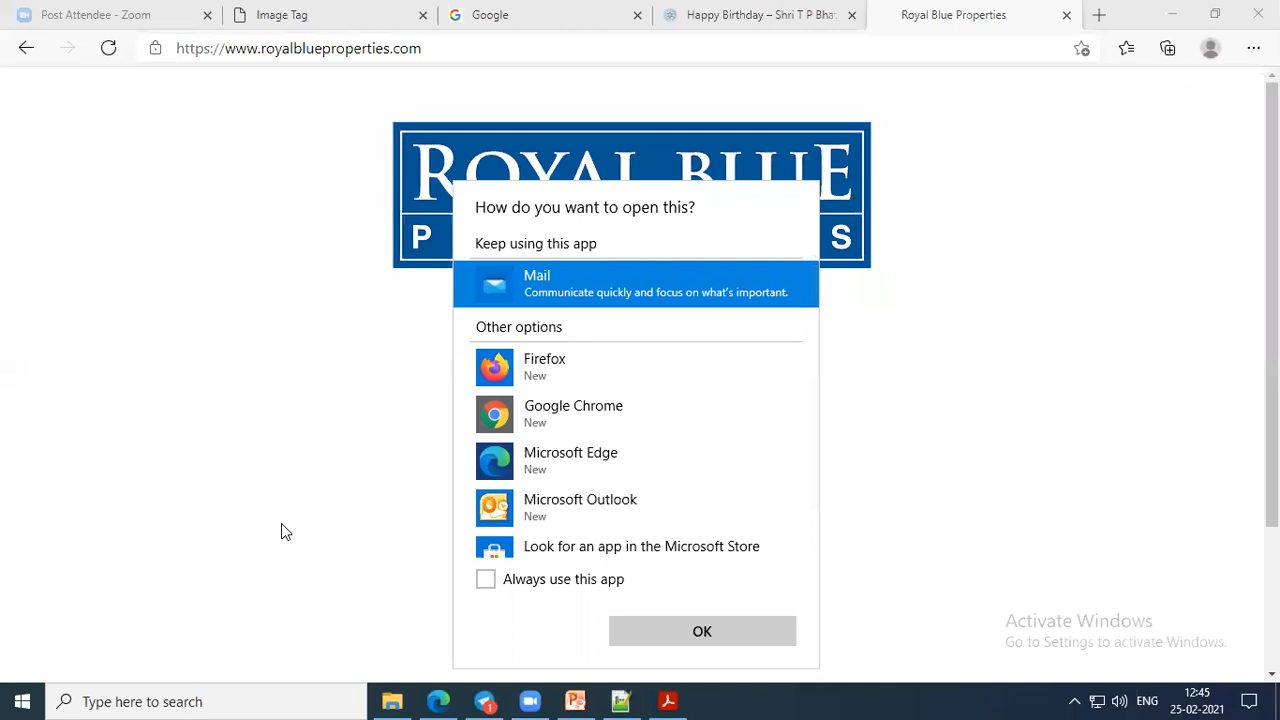 Post Attendee - Zoom
Image Tag
Google
Happy Birthday – Shri T P Bhat
Royal Blue Properties
https://www.royalblueproperties.com
ROYAL BLUE
P S
How do you want to open this?
Keep using this app
Mail
Communicate quickly and focus on what's important.
Other options
Firefox
New
Google Chrome
New
Microsoft Edge
New
Microsoft Outlook
New
Look for an app in the Microsoft Store
Always use this app
OK
Activate Windows
Go to Settings to activate Windows.
Type here to search
1
ENG
12:45
25-02-2021